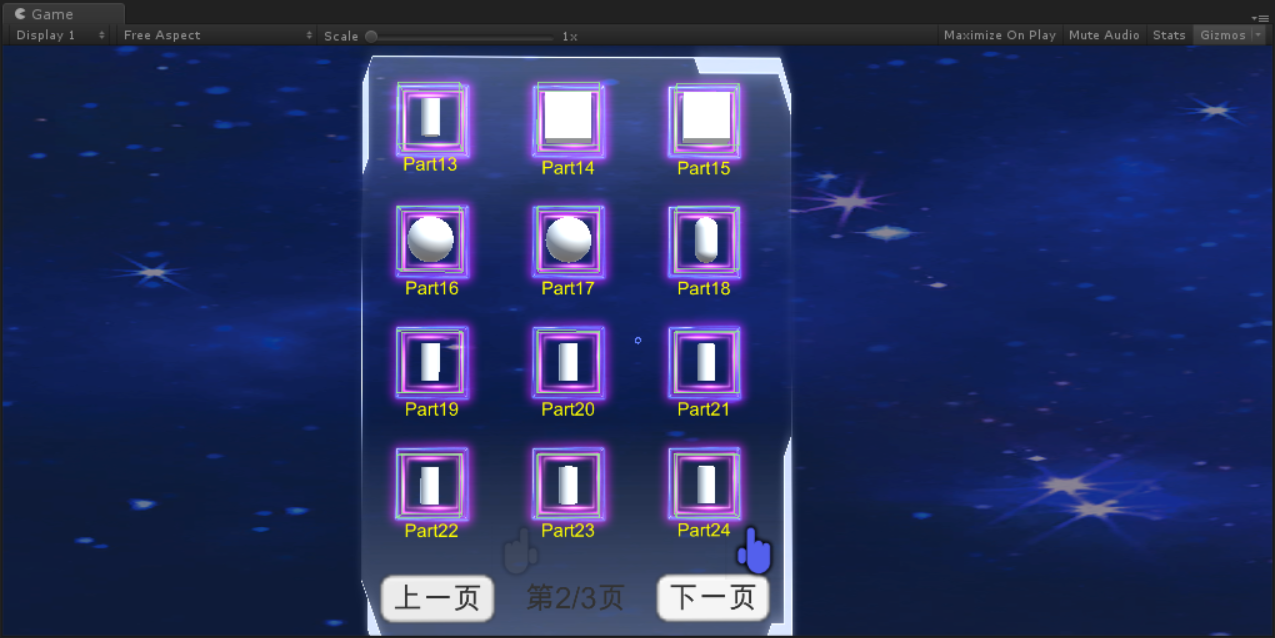 Game
Display 1 Free Aspect Scale 1x Maximize On Play Mute Audio Stats Gizmos
Part13 Part14 Part15
Part16 Part17 Part18
Part19 Part20 Part21
Part22 Part23 Part24
上一页 第2/3页 下一页